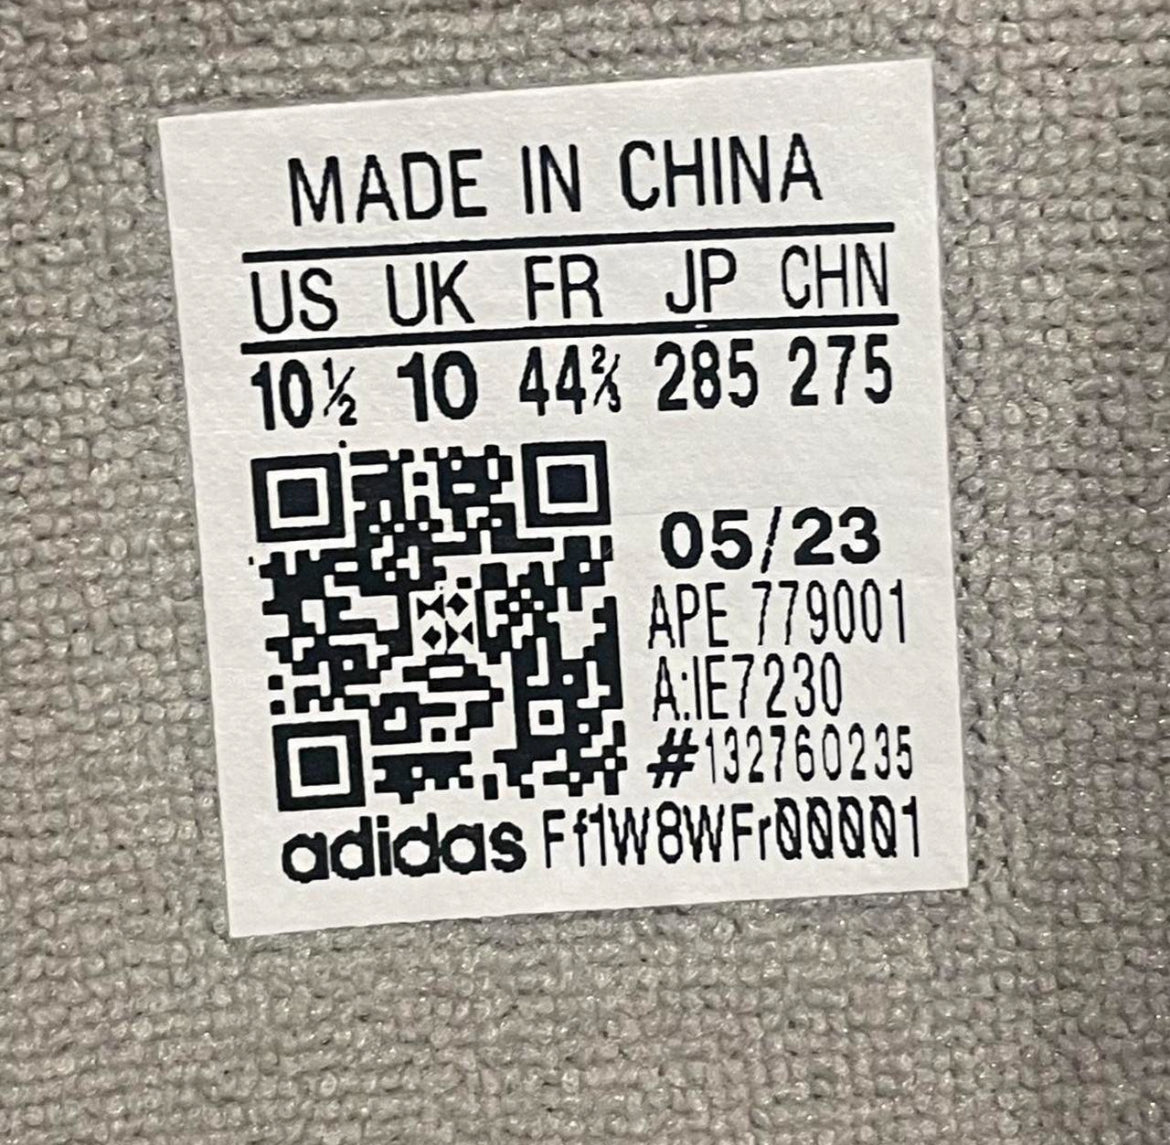 MADE IN CHINA
US UK FR JP CHN
10½ 10 44⅔ 285 275
05/23
APE 779001
A:IE7230
#132760235
adidas Ff1W8WFr00001